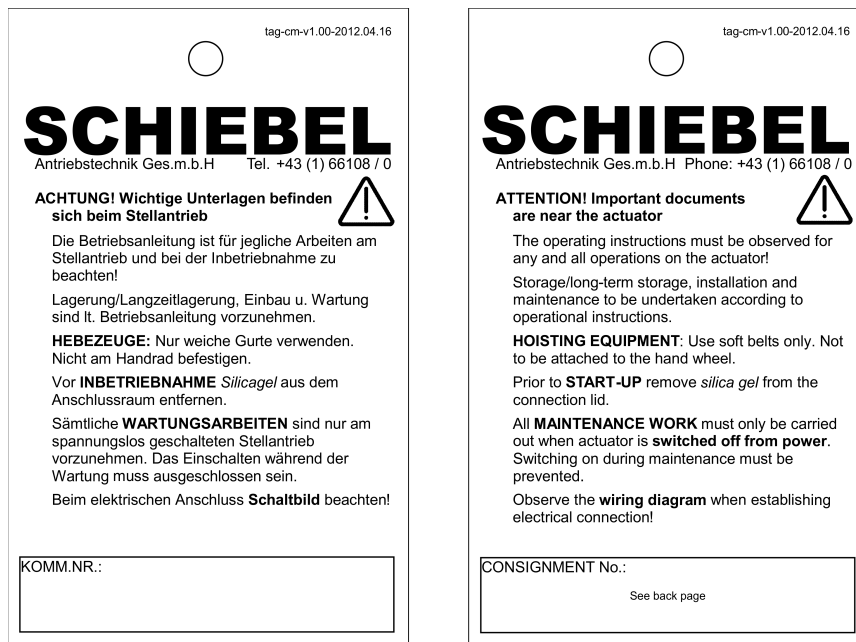 tag-cm-v1.00-2012.04.16
SCHIEBEL
Antriebstechnik Ges.m.b.H Tel. +43 (1) 66108 / 0
ACHTUNG! Wichtige Unterlagen befinden
sich beim Stellantrieb
Die Betriebsanleitung ist für jegliche Arbeiten am
Stellantrieb und bei der Inbetriebnahme zu
beachten!
Lagerung/Langzeitlagerung, Einbau u. Wartung
sind lt. Betriebsanleitung vorzunehmen.
HEBEZEUGE: Nur weiche Gurte verwenden.
Nicht am Handrad befestigen.
Vor INBETRIEBNAHME Silicagel aus dem
Anschlussraum entfernen.
Sämtliche WARTUNGSARBEITEN sind nur am
spannungslos geschalteten Stellantrieb
vorzunehmen. Das Einschalten während der
Wartung muss ausgeschlossen sein.
Beim elektrischen Anschluss Schaltbild beachten!
KOMM.NR.:
tag-cm-v1.00-2012.04.16
SCHIEBEL
Antriebstechnik Ges.m.b.H Phone: +43 (1) 66108 / 0
ATTENTION! Important documents
are near the actuator
The operating instructions must be observed for
any and all operations on the actuator!
Storage/long-term storage, installation and
maintenance to be undertaken according to
operational instructions.
HOISTING EQUIPMENT: Use soft belts only. Not
to be attached to the hand wheel.
Prior to START-UP remove silica gel from the
connection lid.
All MAINTENANCE WORK must only be carried
out when actuator is switched off from power.
Switching on during maintenance must be
prevented.
Observe the wiring diagram when establishing
electrical connection!
CONSIGNMENT No.:
See back page